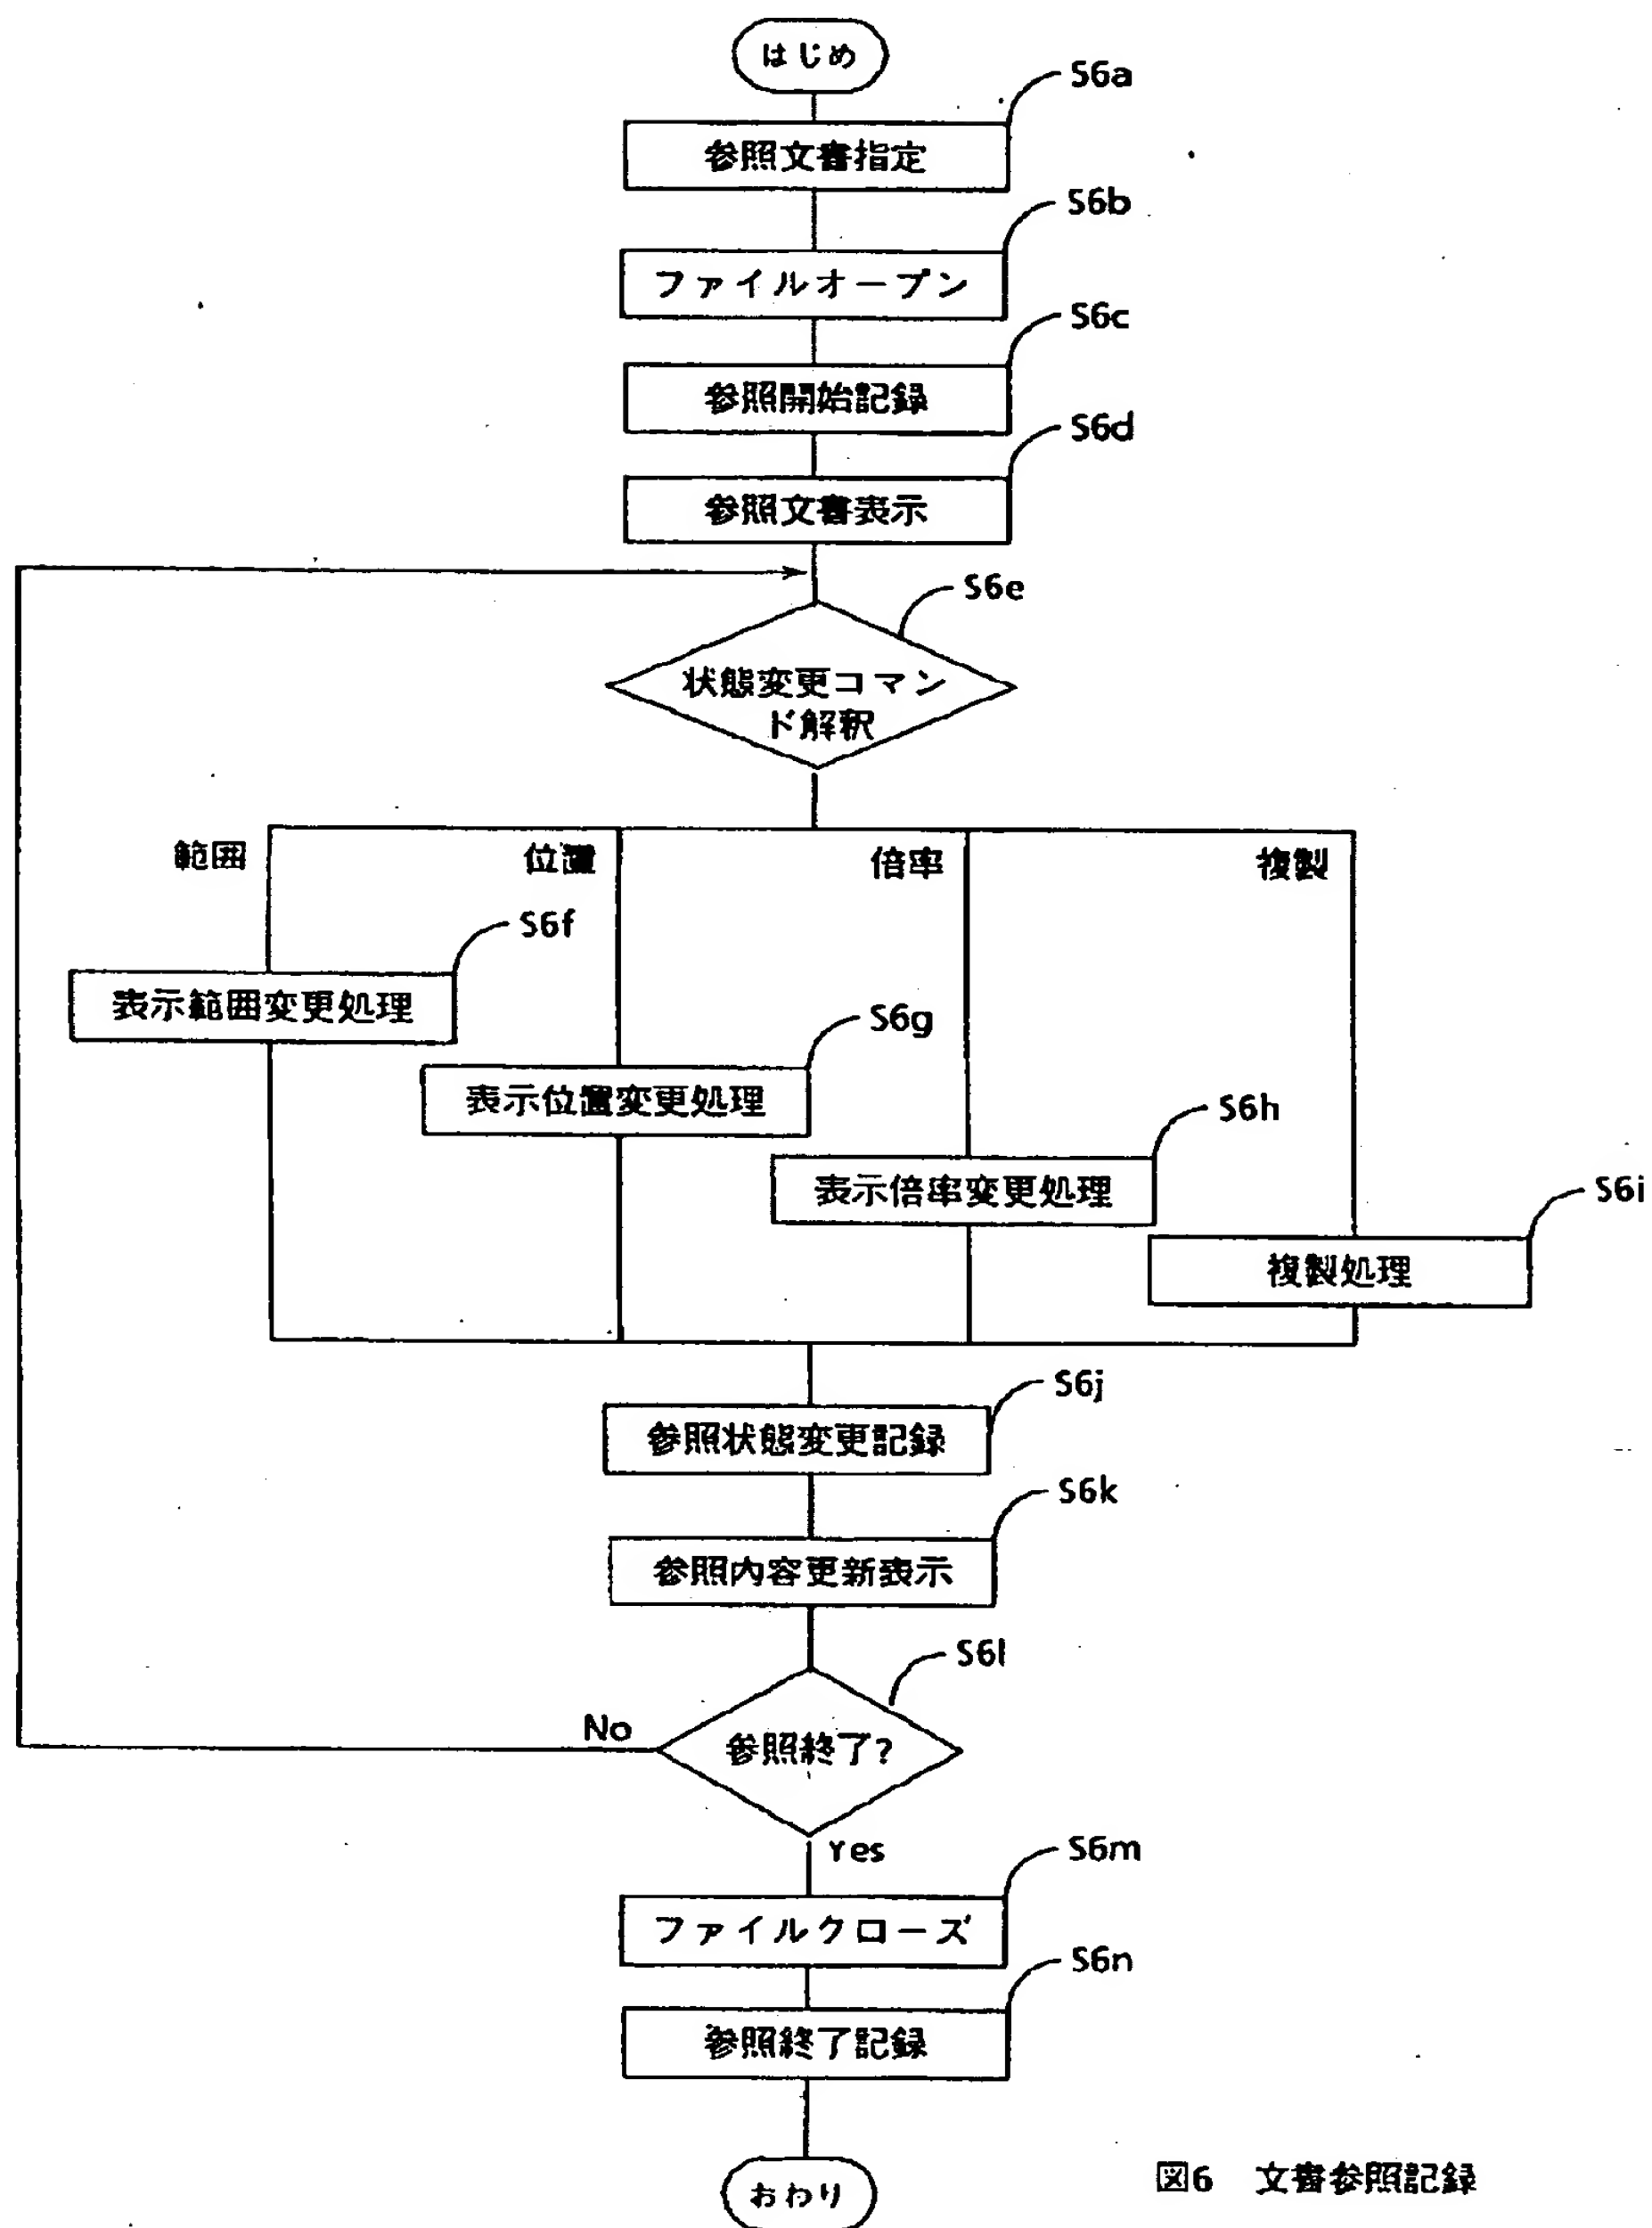 はじめ
S6a
参照文書指定
S6b
ファイルオープン
S6c
参照開始記録
S6d
参照文書表示
S6e
状態変更コマン
ド解釈
範囲
位置
倍率
複製
S6f
表示範囲変更処理
S6g
表示位置変更処理
S6h
表示倍率変更処理
S6i
複製処理
S6j
参照状態変更記録
S6k
参照内容更新表示
S6l
参照終了?
No
Yes
S6m
ファイルクローズ
S6n
参照終了記録
おわり
図6 文書参照記録